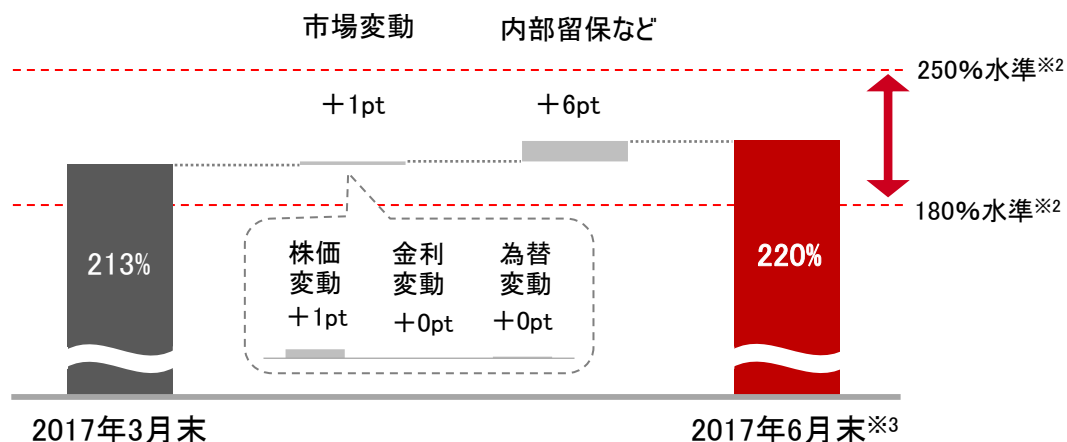 市場変動
内部留保など
250%水準※2
＋1pt
＋6pt
180%水準※2
213%
株価
変動
＋1pt
金利
変動
＋0pt
為替
変動
＋0pt
220%
2017年3月末
2017年6月末※3